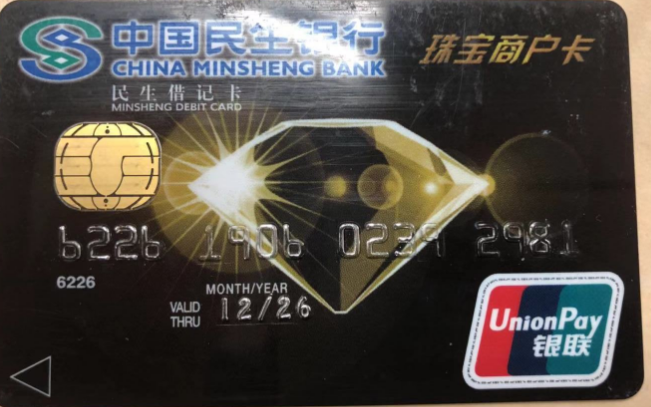 中国民生银行
CHINA MINSHENG BANK
珠宝商户卡
民生借记卡
MINSHENG DEBIT CARD
6226 1906 0239 2981
6226
MONTH/YEAR
VALID THRU 12/26
UnionPay
银联